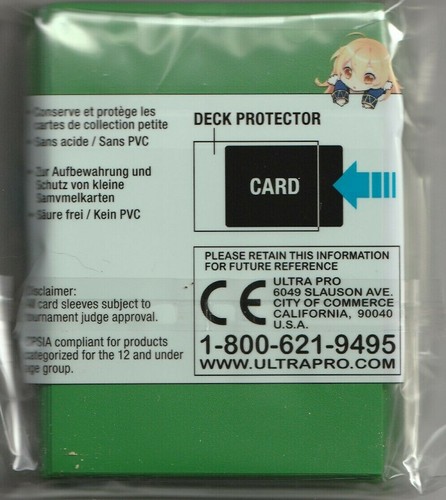 Conserve et protège les
cartes de collection petite
Sans acide / Sans PVC
Zur Aufbewahrung und
Schutz von kleine
Samvmelkarten
Säure frei / Kein PVC
Disclaimer:
All card sleeves subject to
tournament judge approval.
CPSIA compliant for products
categorized for the 12 and under
age group.
DECK PROTECTOR
CARD
PLEASE RETAIN THIS INFORMATION
FOR FUTURE REFERENCE
CE
ULTRA PRO
6049 SLAUSON AVE.
CITY OF COMMERCE
CALIFORNIA, 90040
U.S.A.
1-800-621-9495
WWW.ULTRAPRO.COM